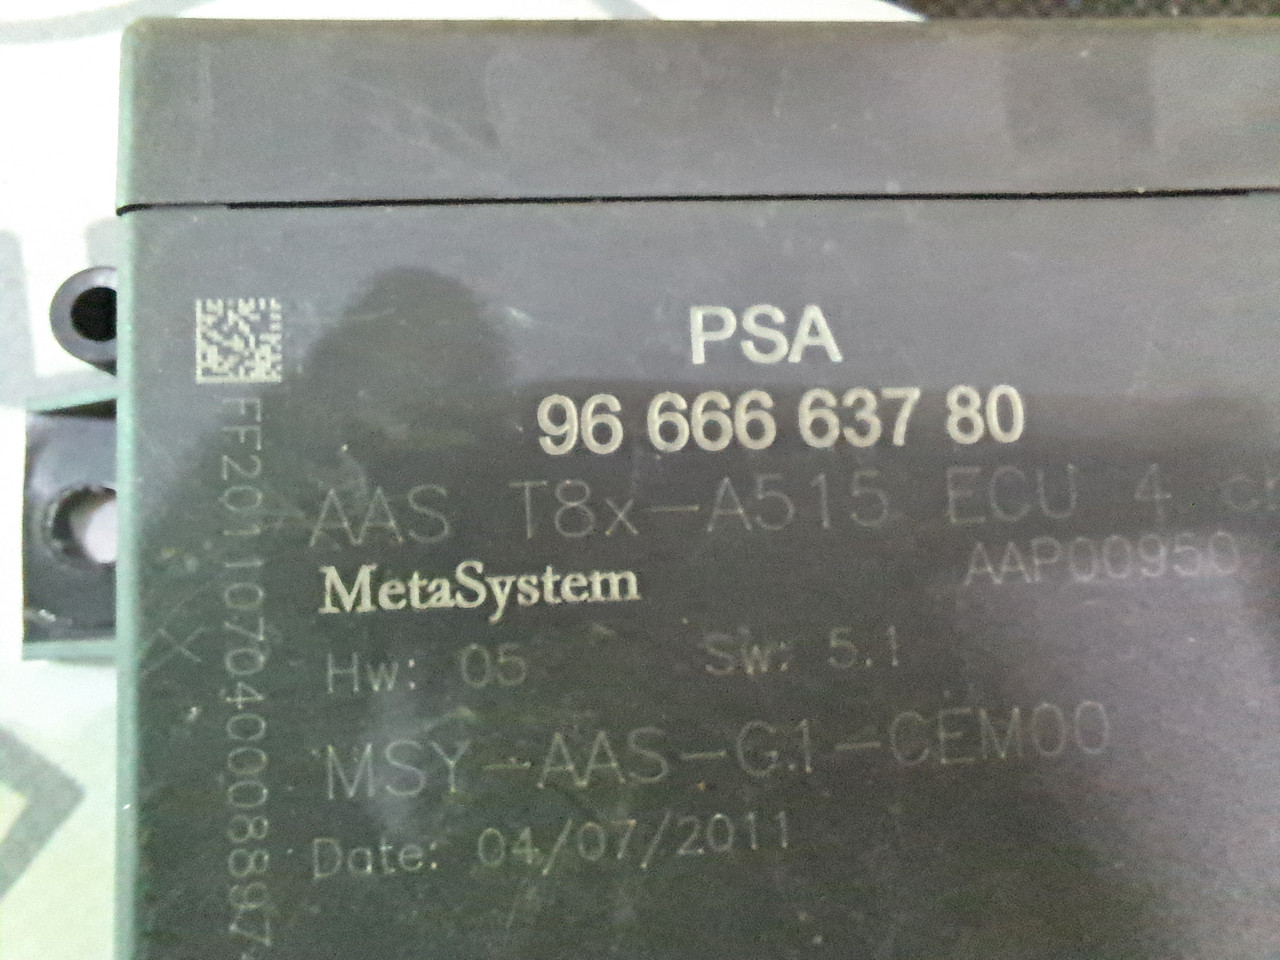 PSA
96 666 637 80
AAS T8x-A515 ECU 4
AAP00950
MetaSystem
Hw: 05 Sw: 5.1
MSY-AAS-G.1-CEM00
Date: 04/07/2011